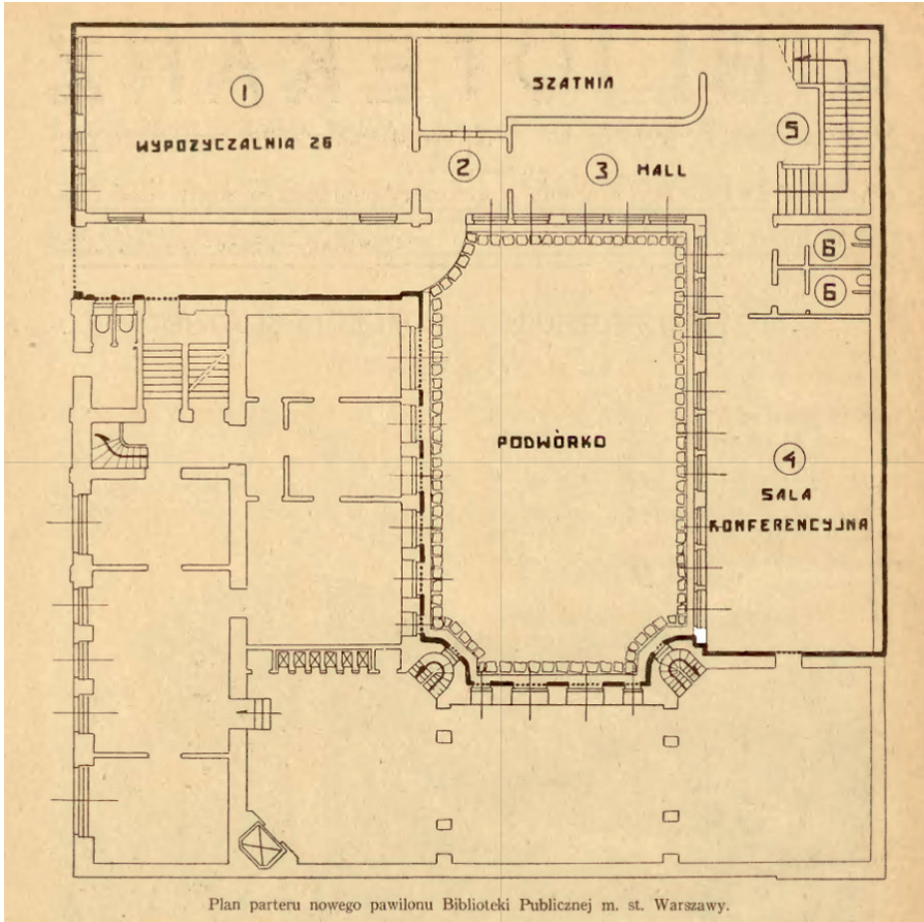 1
SZATNIA
WYPOZYCZALNIA 26
2
3 HALL
5
6
6
PODWÓRKO
4
SALA
KONFERENCYJNA
Plan parteru nowego pawilonu Biblioteki Publicznej m. st. Warszawy.